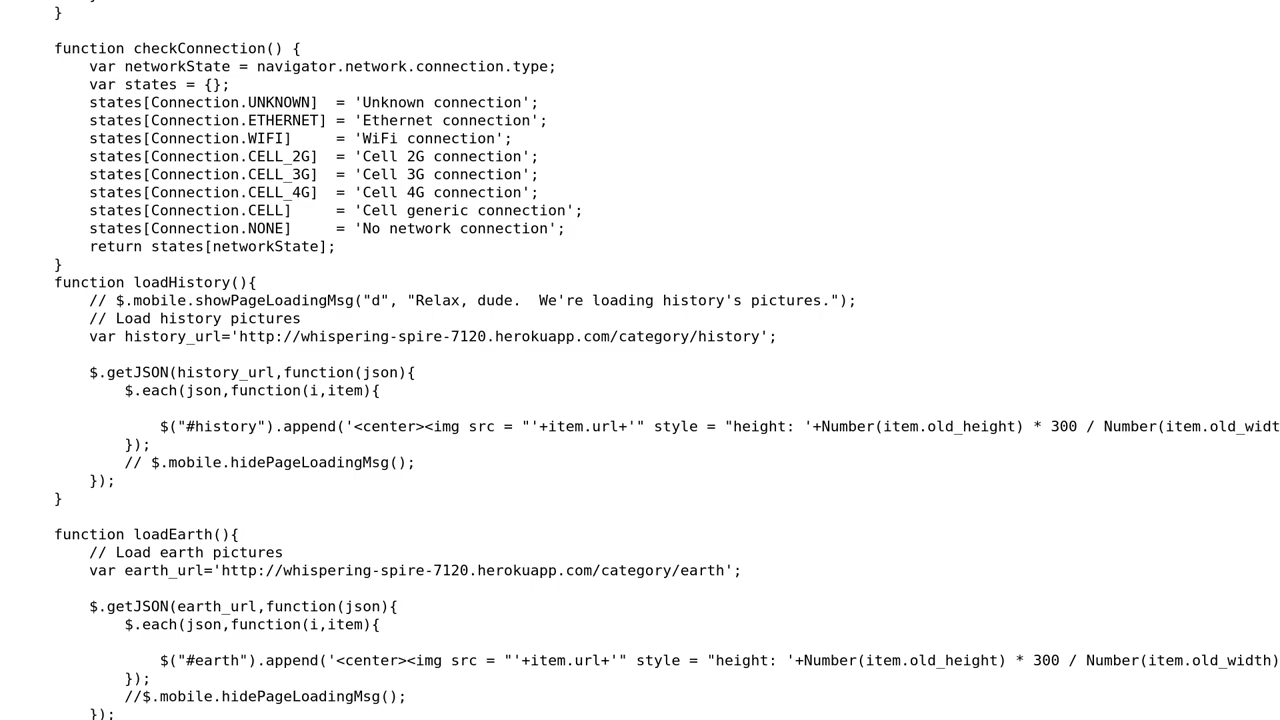 }
function checkConnection() {
var networkState = navigator.network.connection.type;
var states = {};
states[Connection.UNKNOWN]  = 'Unknown connection';
states[Connection.ETHERNET] = 'Ethernet connection';
states[Connection.WIFI]     = 'WiFi connection';
states[Connection.CELL_2G]  = 'Cell 2G connection';
states[Connection.CELL_3G]  = 'Cell 3G connection';
states[Connection.CELL_4G]  = 'Cell 4G connection';
states[Connection.CELL]     = 'Cell generic connection';
states[Connection.NONE]     = 'No network connection';
return states[networkState];
}
function loadHistory(){
// $.mobile.showPageLoadingMsg("d", "Relax, dude.  We're loading history's pictures.");
// Load history pictures
var history_url='http://whispering-spire-7120.herokuapp.com/category/history';
$.getJSON(history_url,function(json){
$.each(json,function(i,item){
$("#history").append('<center><img src = "'+item.url+'" style = "height: '+Number(item.old_height) * 300 / Number(item.old_widt
});
// $.mobile.hidePageLoadingMsg();
});
}
function loadEarth(){
// Load earth pictures
var earth_url='http://whispering-spire-7120.herokuapp.com/category/earth';
$.getJSON(earth_url,function(json){
$.each(json,function(i,item){
$("#earth").append('<center><img src = "'+item.url+'" style = "height: '+Number(item.old_height) * 300 / Number(item.old_width)
});
//$.mobile.hidePageLoadingMsg();
});